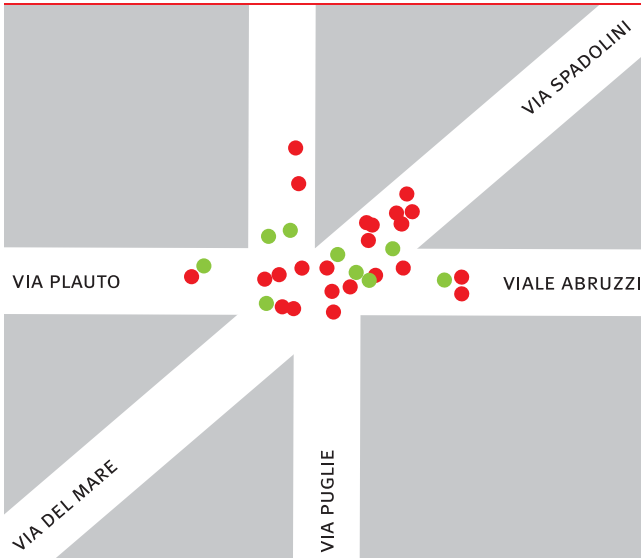 VIA SPADOLINI
VIA PLAUTO
VIALE ABRUZZI
VIA DEL MARE
VIA PUGLIE